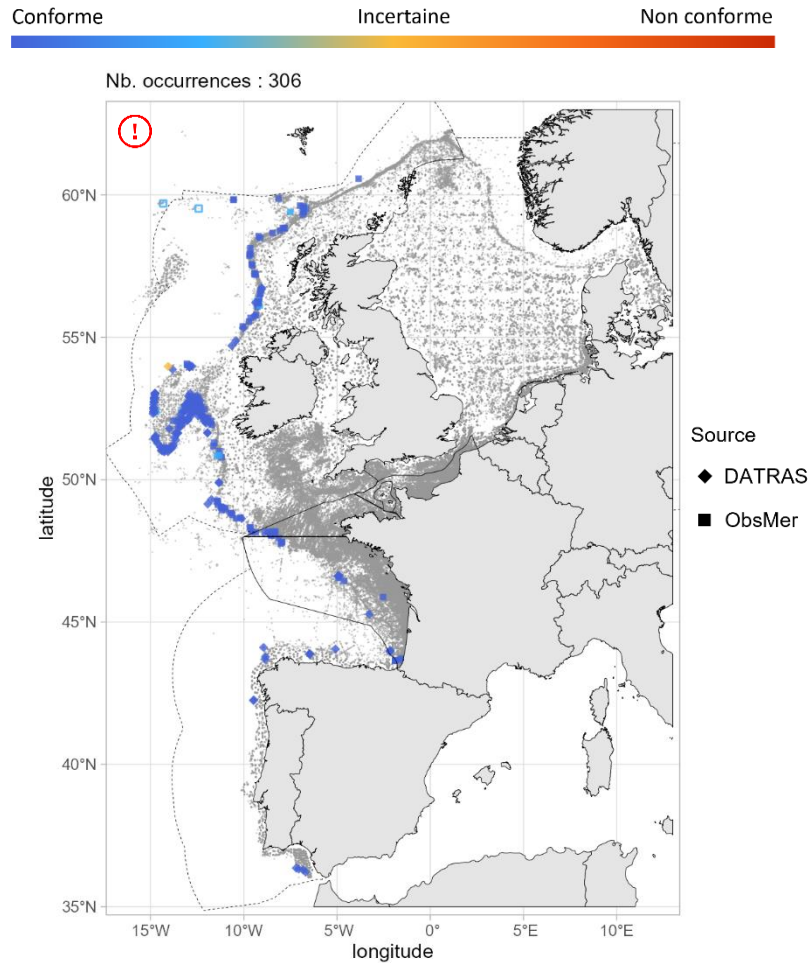 Conforme Incertaine Non conforme
Nb. occurrences : 306
!
60°N
55°N
50°N
45°N
40°N
35°N
latitude
15°W 10°W 5°W 0° 5°E 10°E
longitude
Source
DATRAS
ObsMer